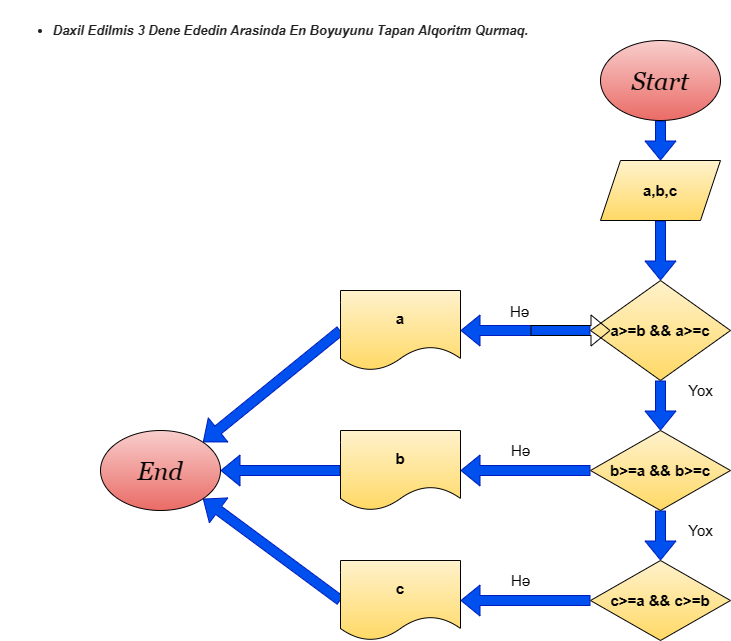 Daxil Edilmis 3 Dene Ededin Arasinda En Boyuyunu Tapan Alqoritm Qurmaq.
Start
a,b,c
a
Hə
a>=b && a>=c
Yox
End
b
Hə
b>=a && b>=c
Yox
c
Hə
c>=a && c>=b